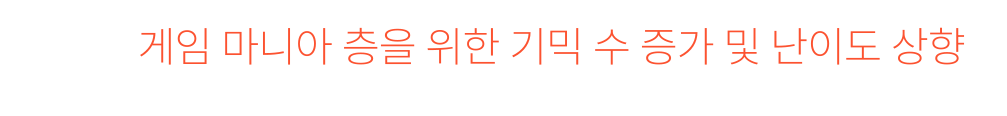 게임 마니아 층을 위한 기믹 수 증가 및 난이도 상향